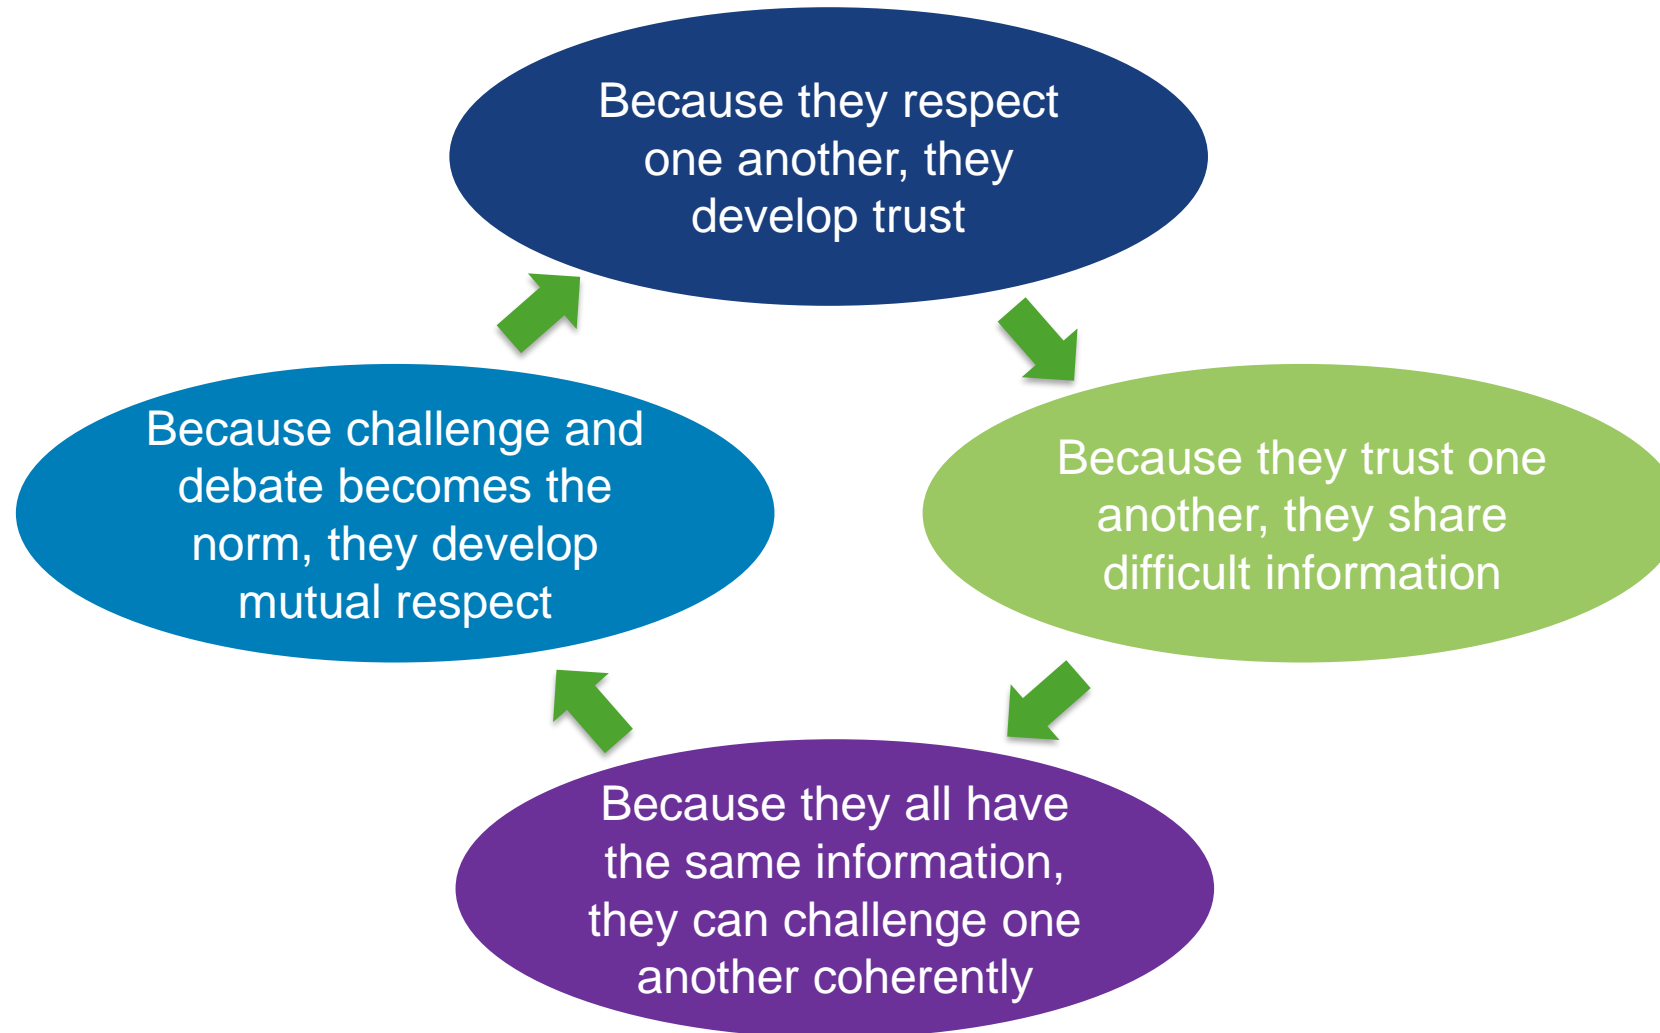 Because they respect
one another, they
develop trust
Because they trust one
another, they share
difficult information
Because they all have
the same information,
they can challenge one
another coherently
Because challenge and
debate becomes the
norm, they develop
mutual respect